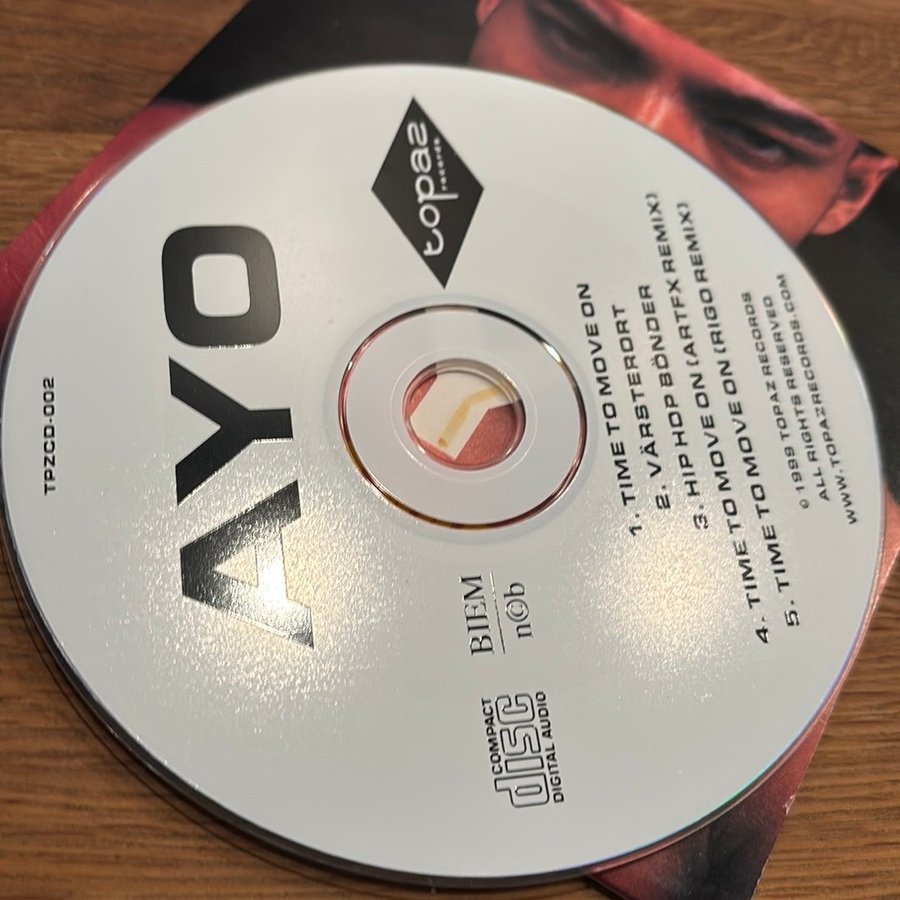 topaz
records
AYO
TPZCD-002
BIEM
n©b
COMPACT
disc
DIGITAL AUDIO
1. TIME TO MOVE ON
2. VÄRSTERORT
3. HIP HOP BÖNDER
4. TIME TO MOVE ON (ARTFX REMIX)
5. TIME TO MOVE ON (RIGO REMIX)
© 1999 TOPAZ RECORDS
ALL RIGHTS RESERVED
WWW.TOPAZRECORDS.COM